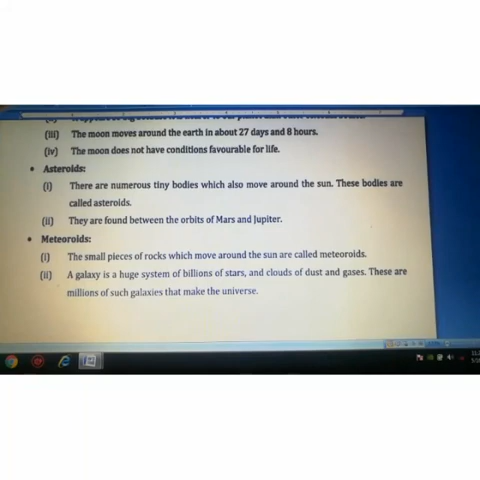 (iii) The moon moves around the earth in about 27 days and 8 hours.
(iv) The moon does not have conditions favourable for life.
• Asteroids:
(i) There are numerous tiny bodies which also move around the sun. These bodies are
called asteroids.
(ii) They are found between the orbits of Mars and Jupiter.
• Meteoroids:
(i) The small pieces of rocks which move around the sun are called meteoroids.
(ii) A galaxy is a huge system of billions of stars, and clouds of dust and gases. These are
millions of such galaxies that make the universe.